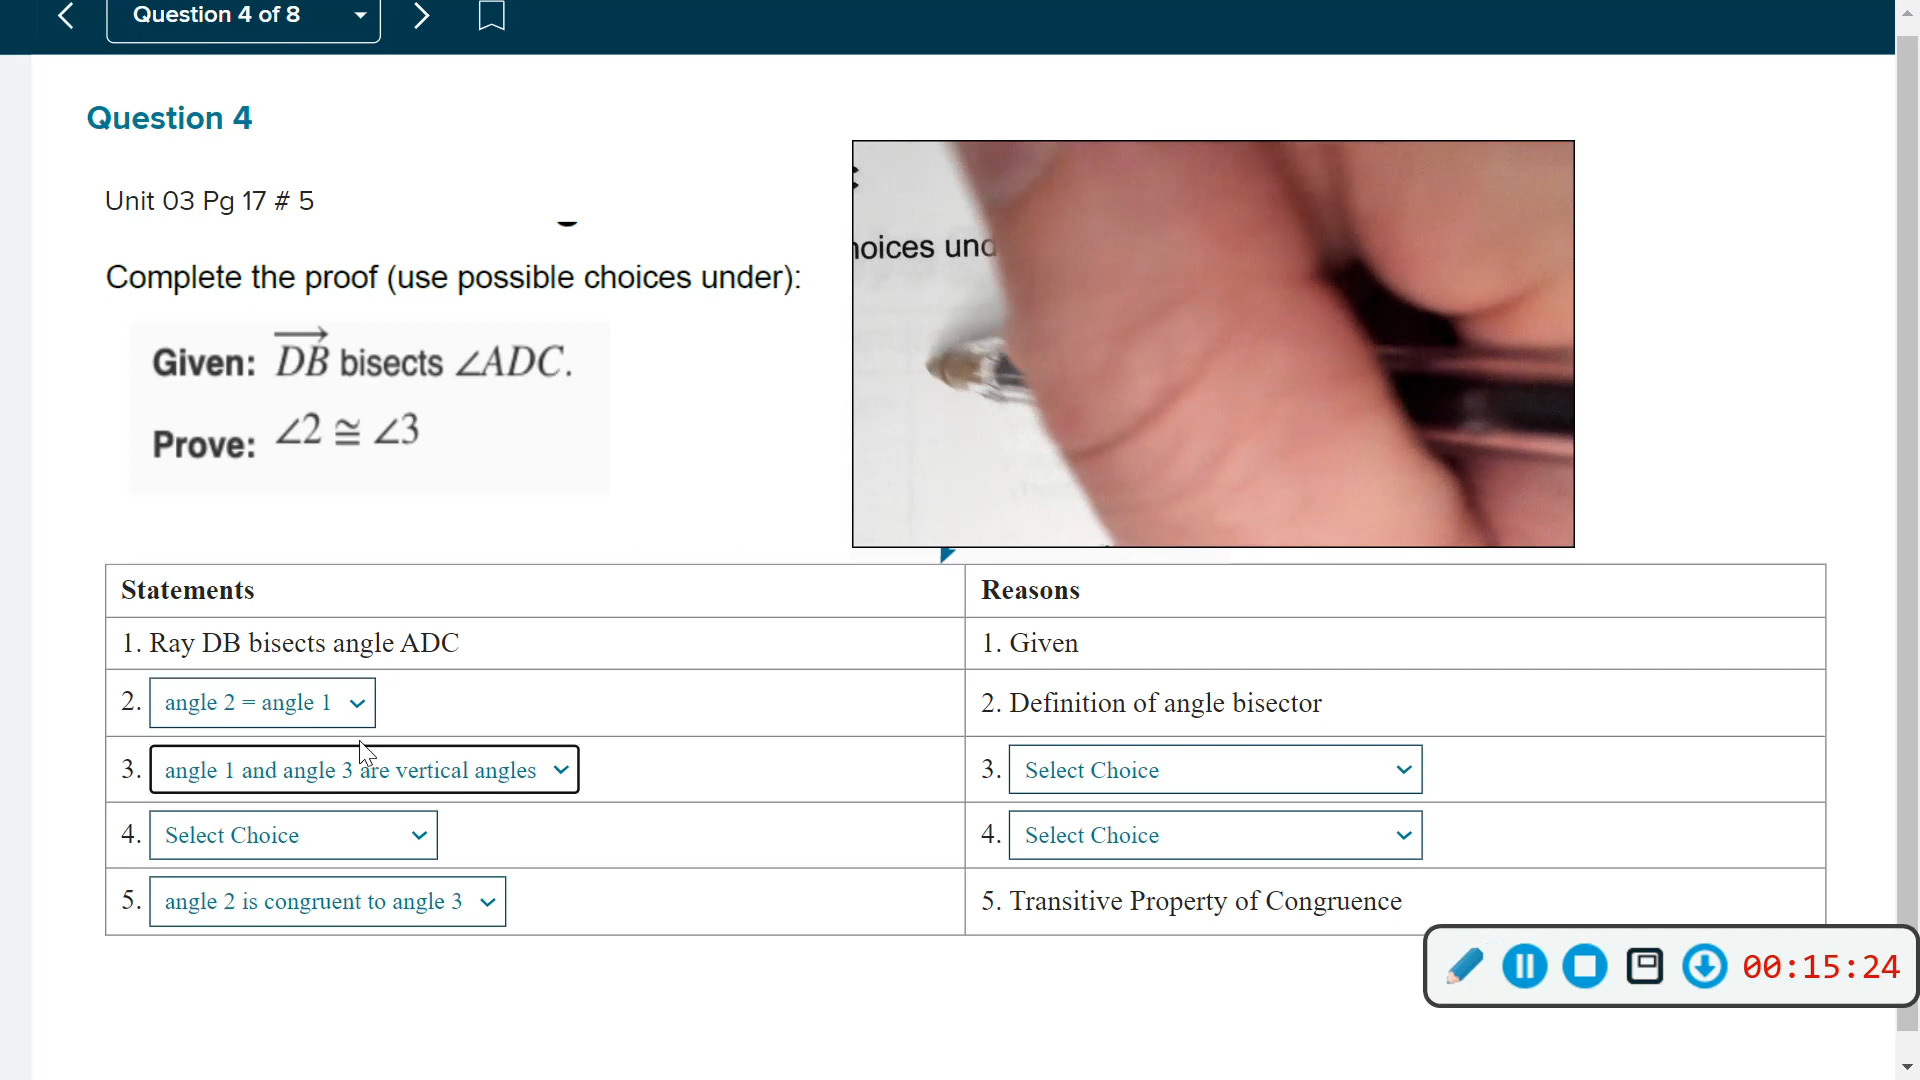 Question 4 of 8
Question 4
Unit 03 Pg 17 # 5
Complete the proof (use possible choices under):
Given: DB bisects ∠ADC.
Prove: ∠2 ≅ ∠3
oices und
Statements
Reasons
1. Ray DB bisects angle ADC
1. Given
2. angle 2 = angle 1
2. Definition of angle bisector
3. angle 1 and angle 3 are vertical angles
3. Select Choice
4. Select Choice
4. Select Choice
5. angle 2 is congruent to angle 3
5. Transitive Property of Congruence
00:15:24